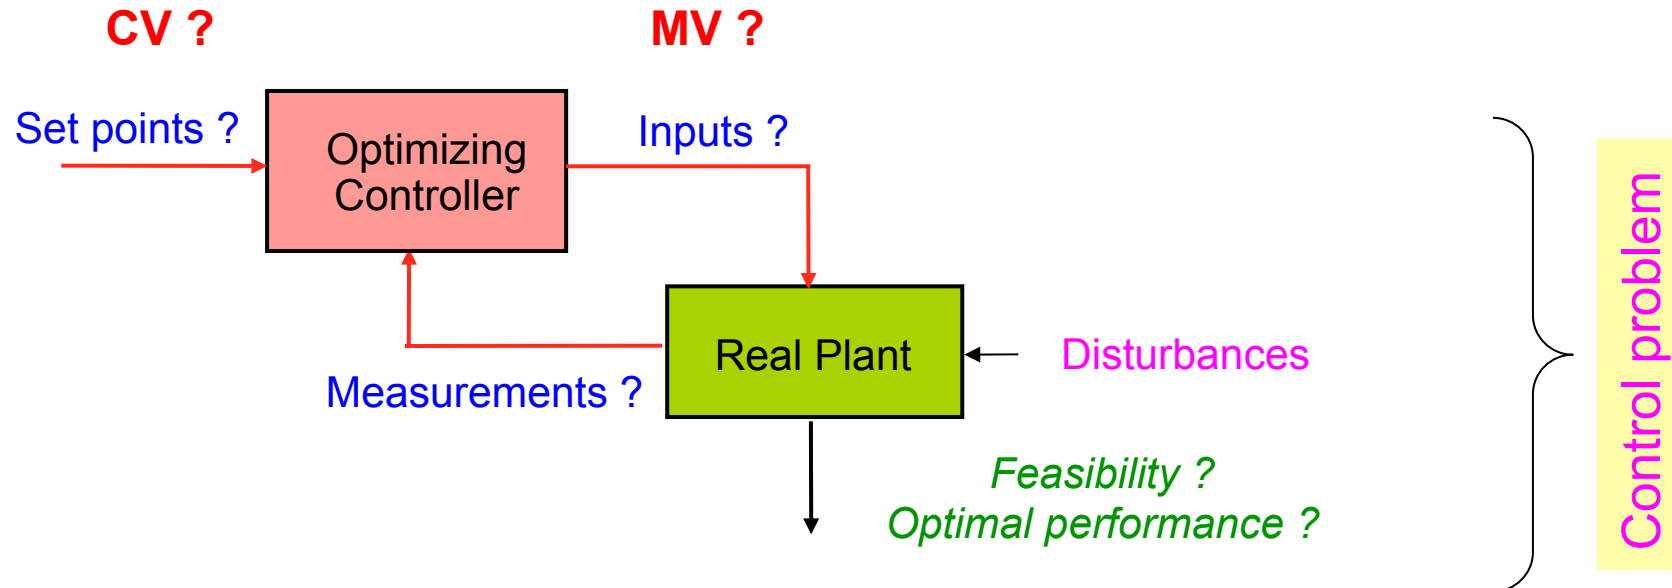 CV ?
MV ?
Set points ?
Optimizing
Controller
Inputs ?
Real Plant
Disturbances
Measurements ?
Feasibility ?
Optimal performance ?
Control problem